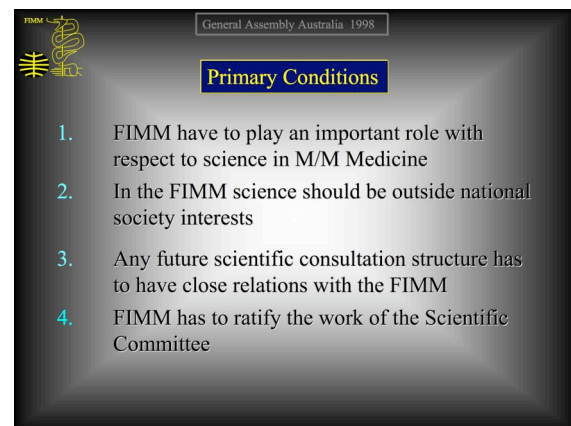 FIMM
General Assembly Australia 1998
Primary Conditions
1. FIMM have to play an important role with
respect to science in M/M Medicine
2. In the FIMM science should be outside national
society interests
3. Any future scientific consultation structure has
to have close relations with the FIMM
4. FIMM has to ratify the work of the Scientific
Committee